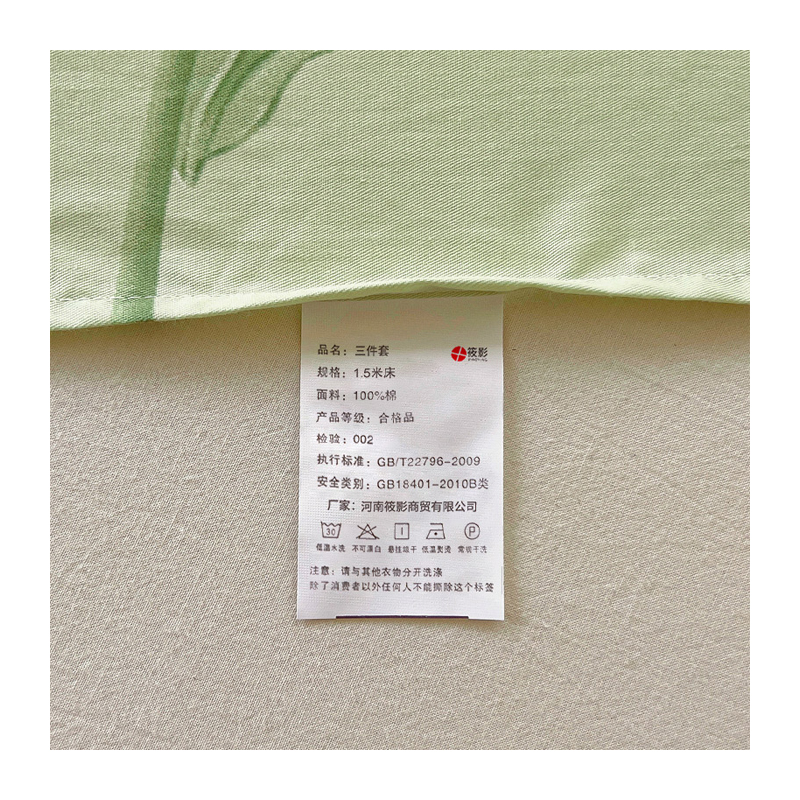 品名：三件套
筱影
规格：1.5米床
面料：100%棉
产品等级：合格品
检验：002
执行标准：GB/T22796-2009
安全类别：GB18401-2010B类
厂家：河南筱影商贸有限公司
30 P
低温水洗 不可漂白 悬挂晾干 低温熨烫 常规干洗
注意：请与其他衣物分开洗涤
除了消费者以外任何人不能撕除这个标签